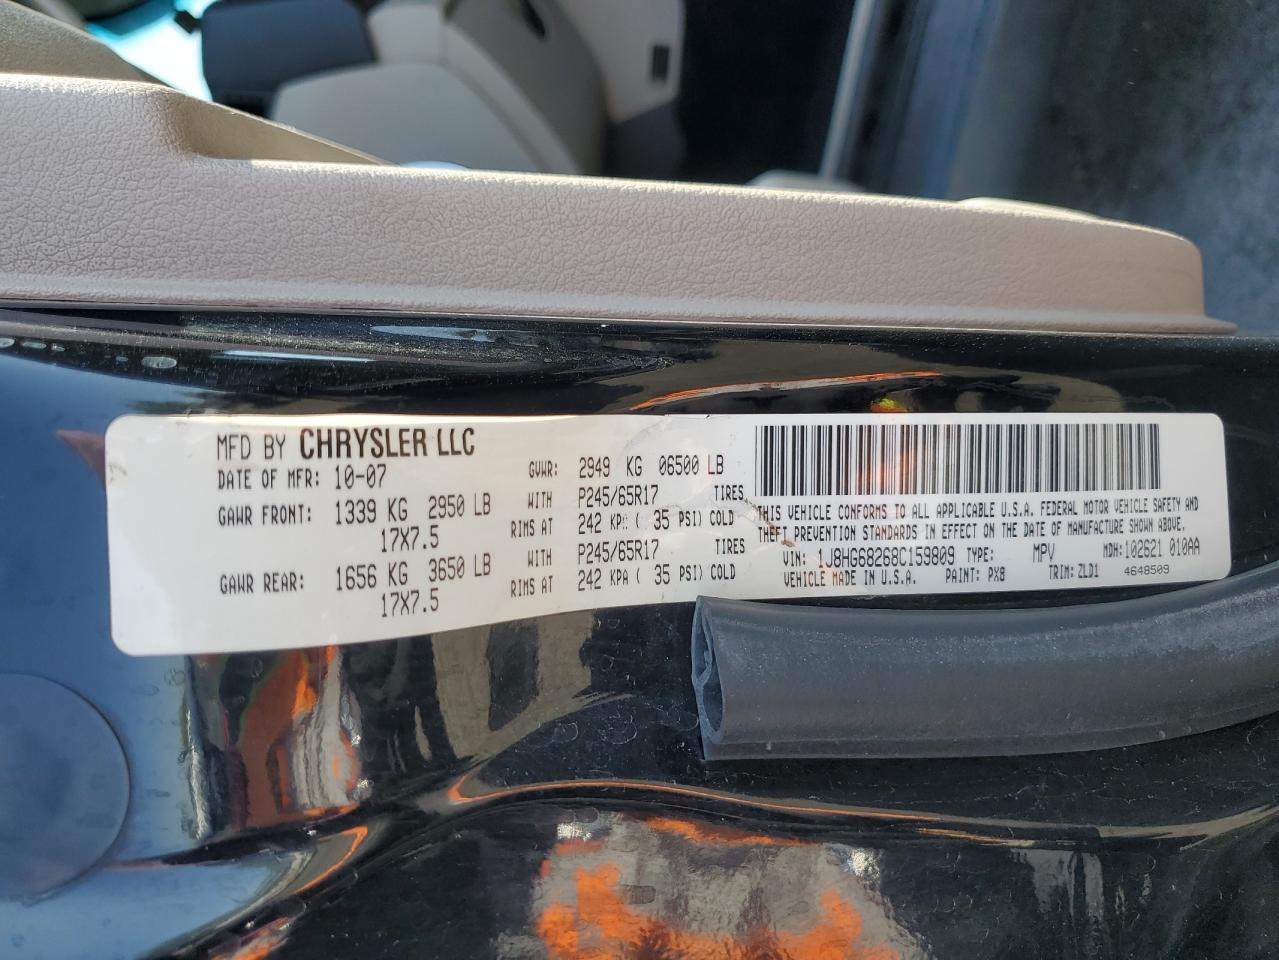 MFD BY CHRYSLER LLC
DATE OF MFR: 10-07 GVWR: 2949 KG 06500 LB
GAWR FRONT: 1339 KG 2950 LB WITH P245/65R17 TIRES
17X7.5 RIMS AT 242 KPA ( 35 PSI) COLD
GAWR REAR: 1656 KG 3650 LB WITH P245/65R17 TIRES
17X7.5 RIMS AT 242 KPA ( 35 PSI) COLD
THIS VEHICLE CONFORMS TO ALL APPLICABLE U.S.A. FEDERAL MOTOR VEHICLE SAFETY AND
THEFT PREVENTION STANDARDS IN EFFECT ON THE DATE OF MANUFACTURE SHOWN ABOVE.
VIN: 1J8HG68268C159809 TYPE: MPV MDH: 102621 010AA
VEHICLE MADE IN U.S.A. PAINT: PX8 TRIM: ZLD1 4648509